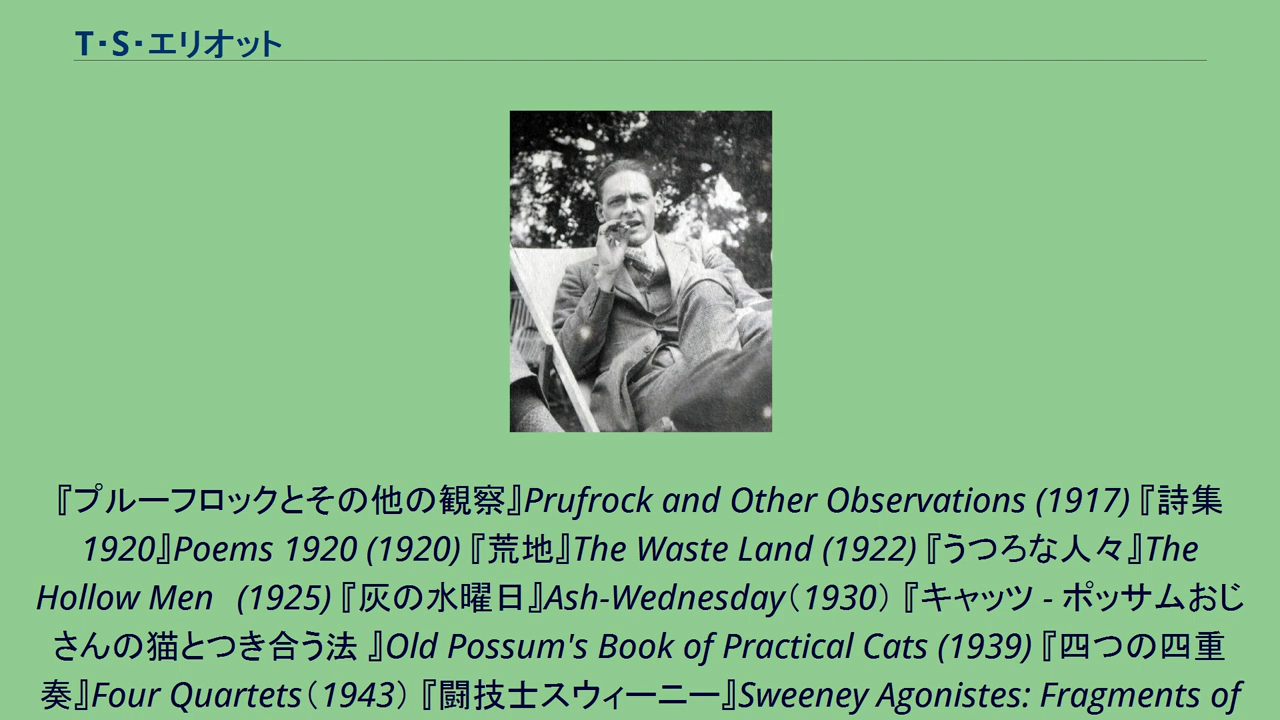 T・S・エリオット
『プルーフロックとその他の観察』Prufrock and Other Observations (1917)『詩集
1920』Poems 1920 (1920)『荒地』The Waste Land (1922)『うつろな人々』The
Hollow Men (1925)『灰の水曜日』Ash-Wednesday（1930）『キャッツ - ポッサムおじ
さんの猫とつき合う法 』Old Possum's Book of Practical Cats (1939)『四つの四重
奏』Four Quartets（1943）『闘技士スウィーニー』Sweeney Agonistes: Fragments of